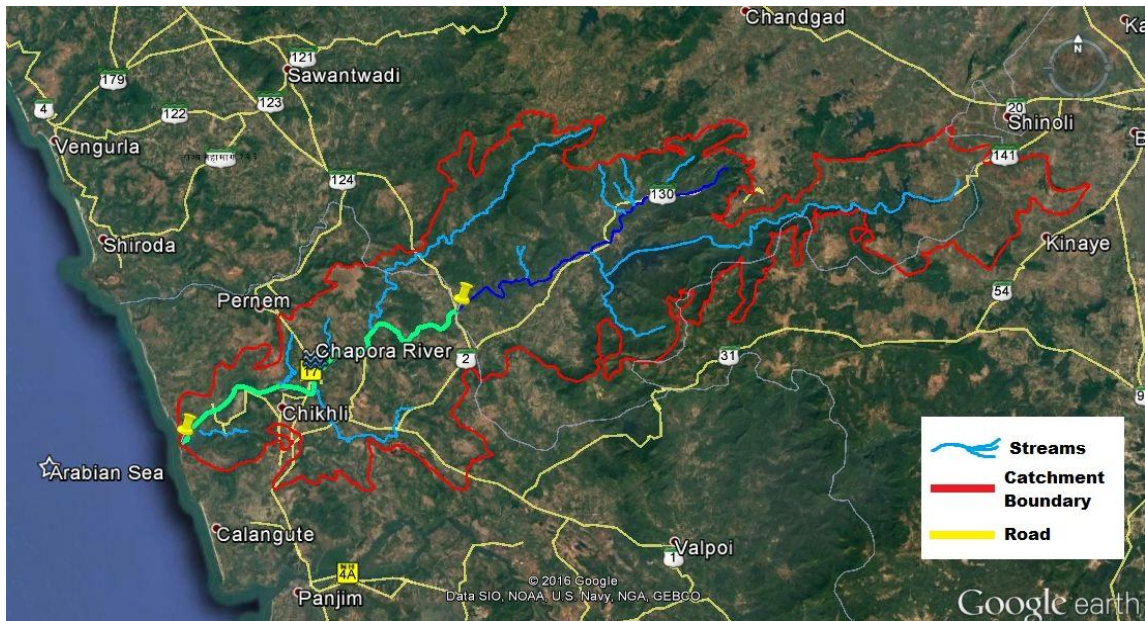 Chandgad
Ka
121
Sawantwadi
179
123
4
122
20
Shinoli
Vengurla
B
141
124
130
Shiroda
Kinaye
Pernem
54
Chapora River
2
31
17
Chikhli
9
Streams
Catchment
Boundary
Road
Arabian Sea
Calangute
Valpoi
1
4A
Panjim
© 2016 Google
Data SIO, NOAA, U.S. Navy, NGA, GEBCO
Google earth
N